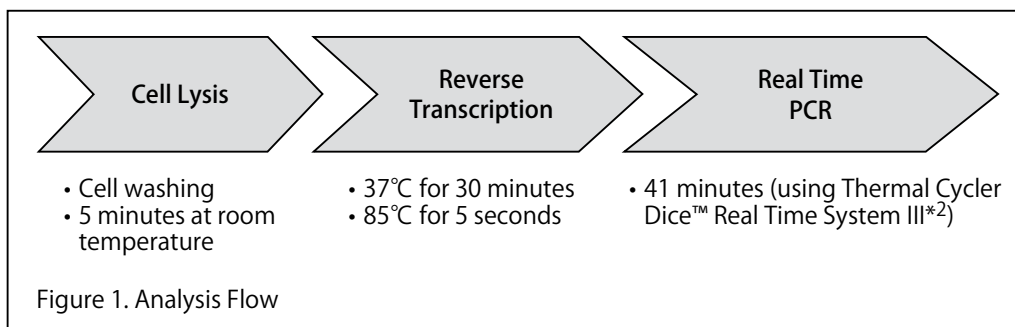 Cell Lysis
Reverse
Transcription
Real Time
PCR
• Cell washing
• 5 minutes at room
temperature
• 37℃ for 30 minutes
• 85℃ for 5 seconds
• 41 minutes (using Thermal Cycler
Dice™ Real Time System III*2)
Figure 1. Analysis Flow